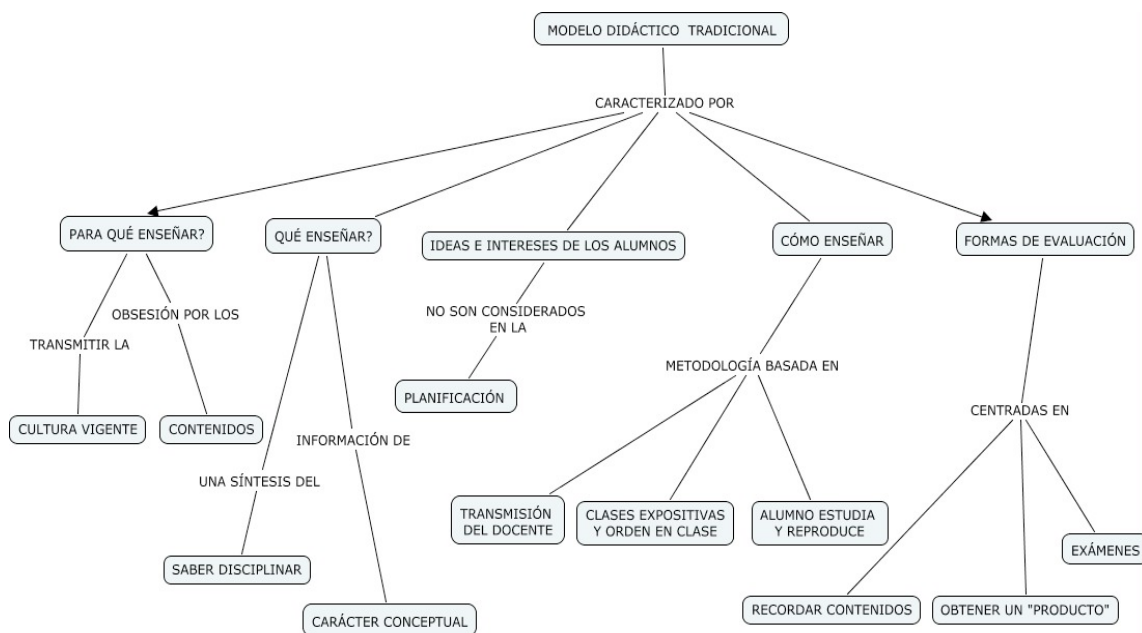 MODELO DIDÁCTICO TRADICIONAL
CARACTERIZADO POR
PARA QUÉ ENSEÑAR?
QUÉ ENSEÑAR?
IDEAS E INTERESES DE LOS ALUMNOS
CÓMO ENSEÑAR
FORMAS DE EVALUACIÓN
OBSESIÓN POR LOS
TRANSMITIR LA
NO SON CONSIDERADOS
EN LA
METODOLOGÍA BASADA EN
PLANIFICACIÓN
CENTRADAS EN
CULTURA VIGENTE
CONTENIDOS
INFORMACIÓN DE
UNA SÍNTESIS DEL
TRANSMISIÓN
DEL DOCENTE
CLASES EXPOSITIVAS
Y ORDEN EN CLASE
ALUMNO ESTUDIA
Y REPRODUCE
EXÁMENES
SABER DISCIPLINAR
RECORDAR CONTENIDOS
OBTENER UN "PRODUCTO"
CARÁCTER CONCEPTUAL